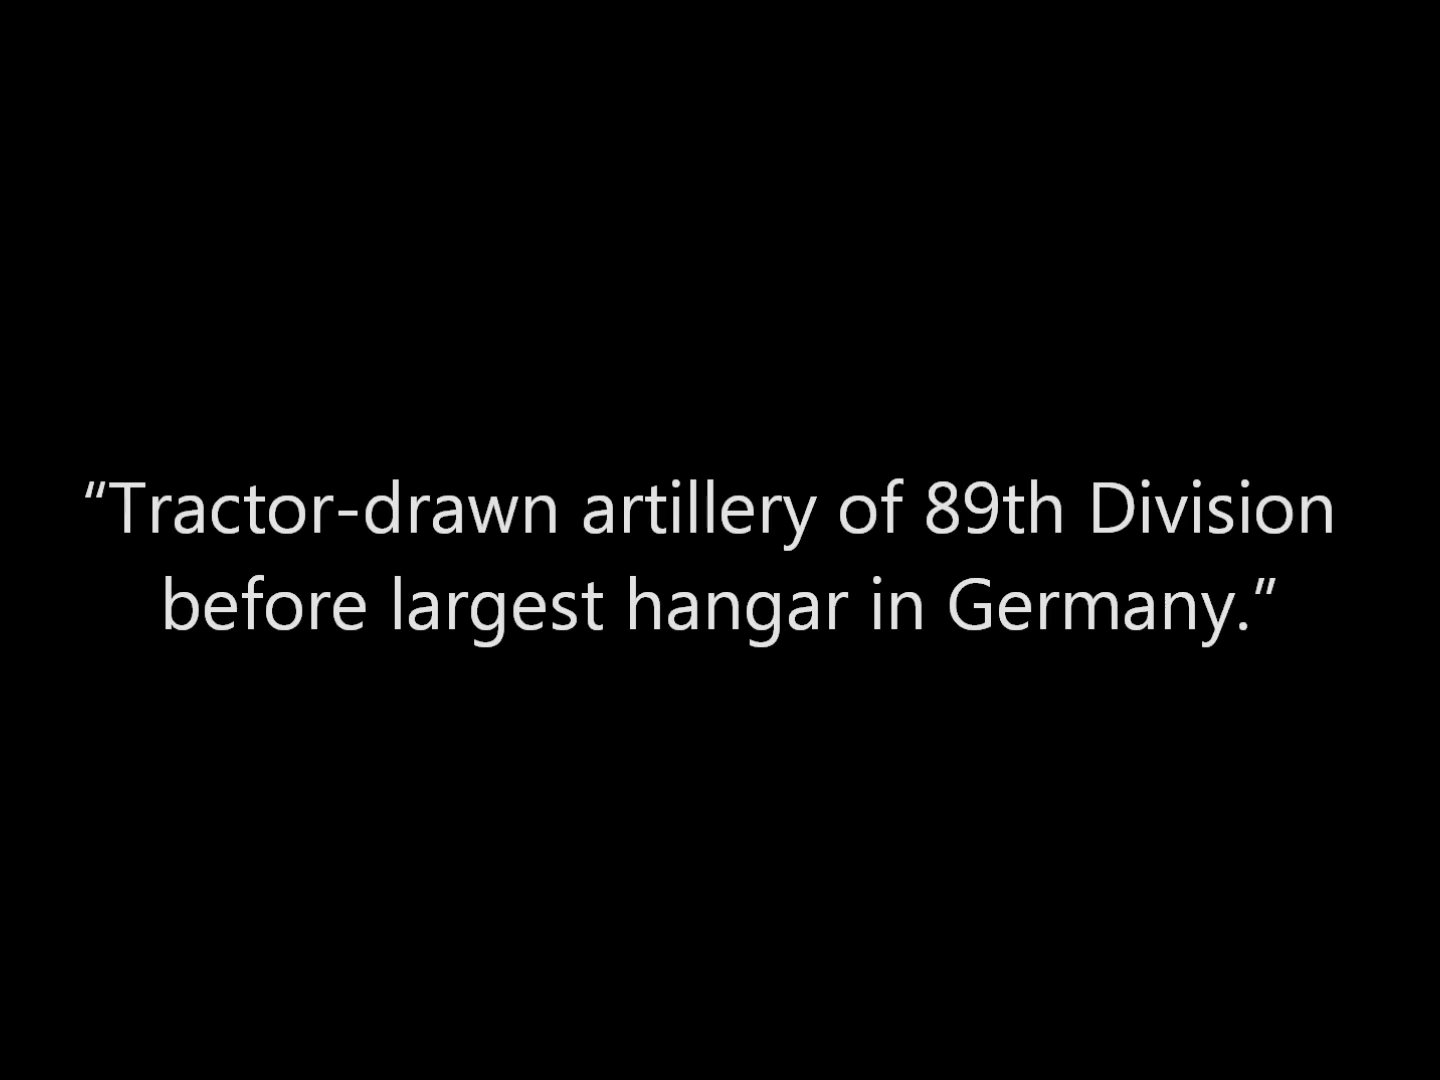 “Tractor-drawn artillery of 89th Division
before largest hangar in Germany.”